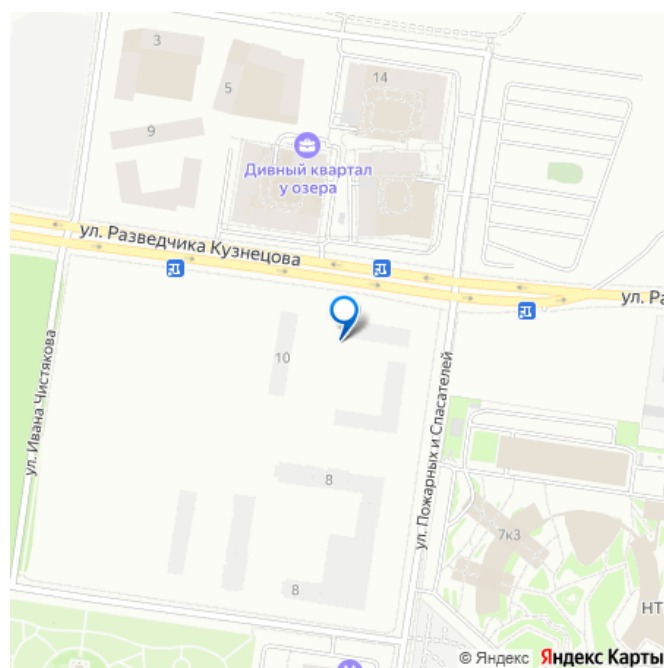 3
14
5
9
Дивный квартал
у озера
ул. Разведчика Кузнецова
ул. Ра
10
ул. Ивана Чистякова
ул. Пожарных и Спасателей
8
7к3
8
НТ
© Яндекс Яндекс Карты